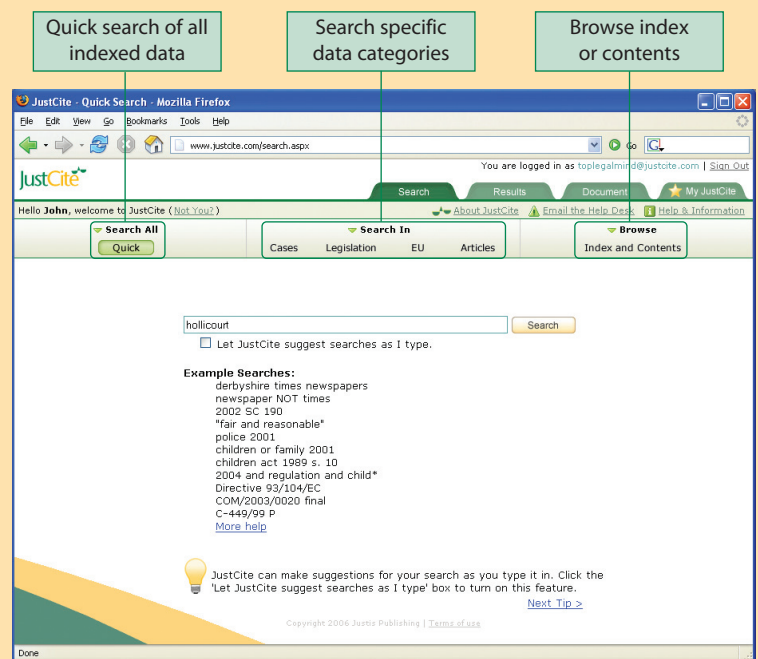 Quick search of all
indexed data
Search specific
data categories
Browse index
or contents
JustCite - Quick Search - Mozilla Firefox
File Edit View Go Bookmarks Tools Help
www.justcite.com/search.aspx Go G
You are logged in as toplegalmind@justcite.com | Sign Out
JustCite
Search Results Document My JustCite
Hello John, welcome to JustCite (Not You?) About JustCite Email the Help Desk Help & Information
Search All Search In Browse
Quick Cases Legislation EU Articles Index and Contents
hollicourt Search
Let JustCite suggest searches as I type.
Example Searches:
derbyshire times newspapers
newspaper NOT times
2002 SC 190
"fair and reasonable"
police 2001
children or family 2001
children act 1989 s. 10
2004 and regulation and child*
Directive 93/104/EC
COM/2003/0020 final
C-449/99 P
More help
JustCite can make suggestions for your search as you type it in. Click the
'Let JustCite suggest searches as I type' box to turn on this feature.
Next Tip >
Copyright 2006 Justis Publishing | Terms of use
Done